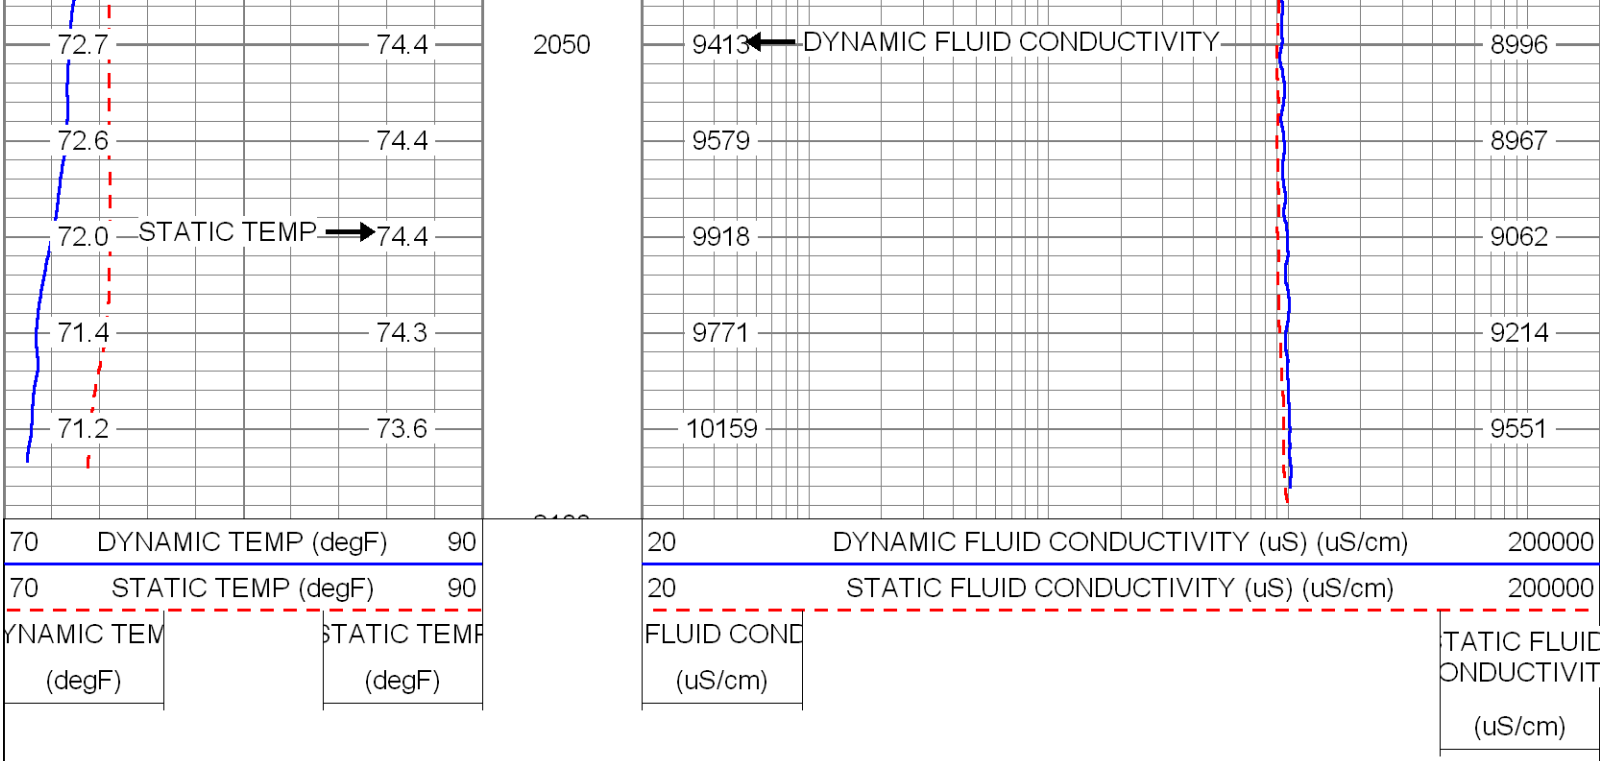 72.7 74.4 2050 9413 DYNAMIC FLUID CONDUCTIVITY 8996
72.6 74.4 9579 8967
72.0 STATIC TEMP 74.4 9918 9062
71.4 74.3 9771 9214
71.2 73.6 10159 9551
70 DYNAMIC TEMP (degF) 90 20 DYNAMIC FLUID CONDUCTIVITY (uS) (uS/cm) 200000
70 STATIC TEMP (degF) 90 20 STATIC FLUID CONDUCTIVITY (uS) (uS/cm) 200000
YNAMIC TEM STATIC TEMP FLUID COND TATIC FLUID
ONDUCTIVIT
(degF) (degF) (uS/cm)
(uS/cm)